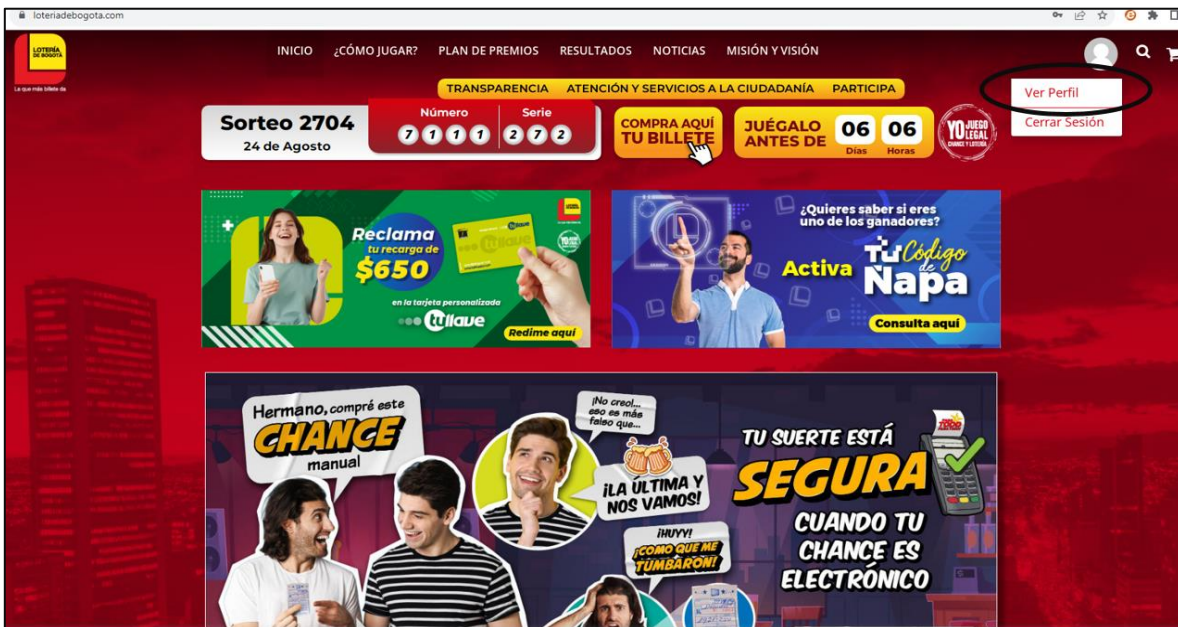 loteriadebogota.com
LOTERÍA
DE BOGOTÁ
La que más billete da
INICIO ¿CÓMO JUGAR? PLAN DE PREMIOS RESULTADOS NOTICIAS MISIÓN Y VISIÓN
TRANSPARENCIA ATENCIÓN Y SERVICIOS A LA CIUDADANÍA PARTICIPA
Ver Perfil
Cerrar Sesión
Sorteo 2704
24 de Agosto
Número Serie
7 1 1 1 2 7 2
COMPRA AQUÍ
TU BILLETE
JUÉGALO
ANTES DE
06 06
Días Horas
YO JUEGO
LEGAL
CHANCE Y LOTERÍA
Reclama
tu recarga de
$650
en la tarjeta personalizada
tullave
Redime aquí
¿Quieres saber si eres
uno de los ganadores?
Activa Tu Código
de
Ñapa
Consulta aquí
Hermano, compré este
CHANCE
manual
¡No creo!...
eso es más
falso que...
¡LA ÚLTIMA Y
NOS VAMOS!
¡HUYY!
¡COMO QUE ME
TUMBARON!
TU SUERTE ESTÁ
SEGURA
CUANDO TU
CHANCE ES
ELECTRÓNICO